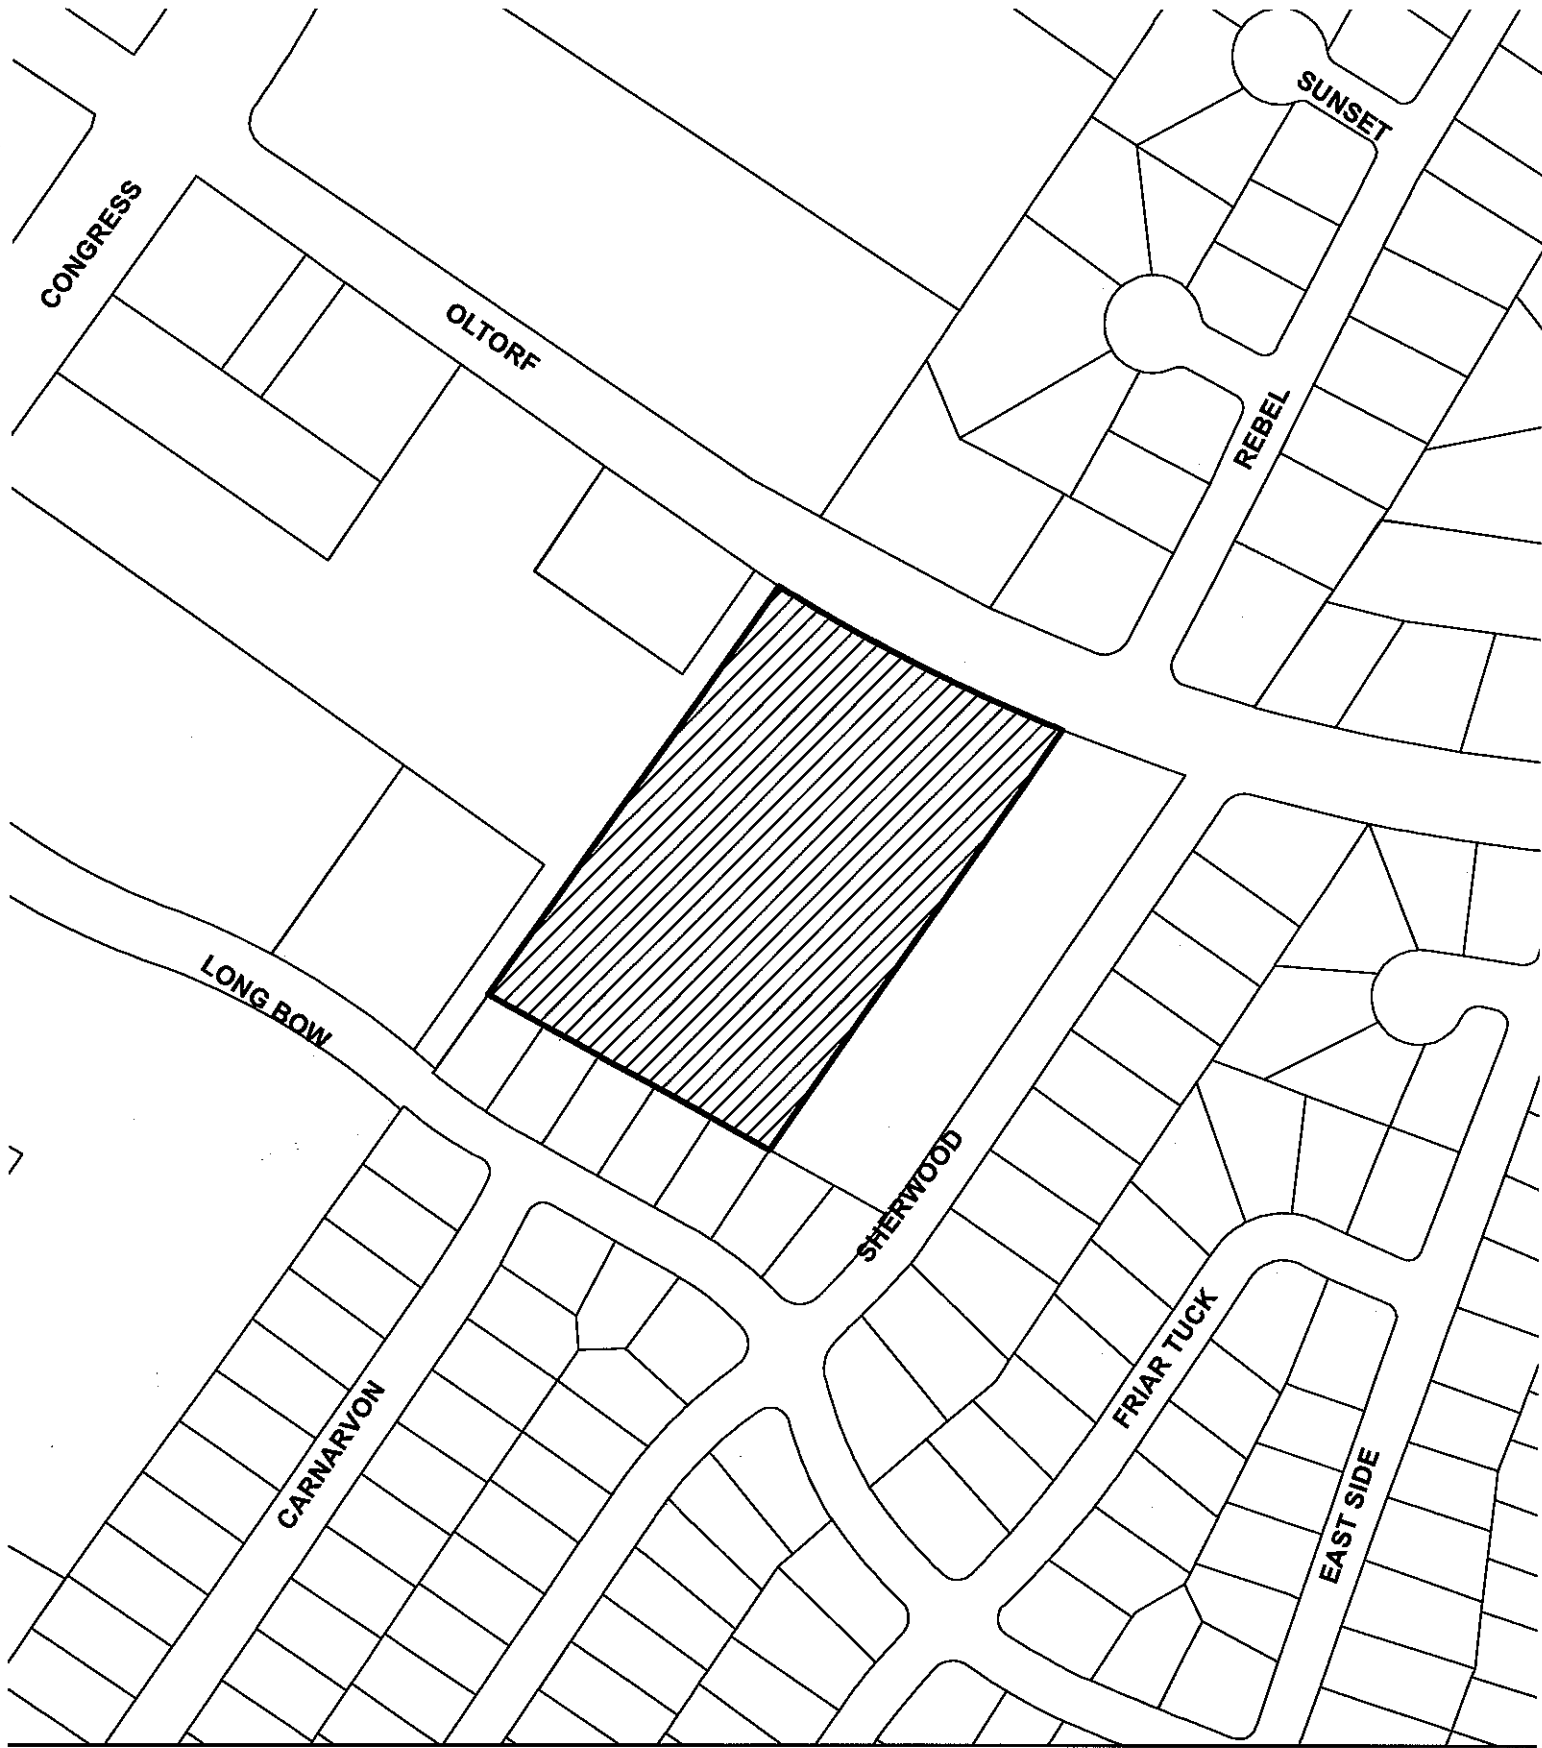 SUNSET
CONGRESS
OLTORF
REBEL
LONG BOW
SHERWOOD
FRIAR TUCK
CARNARVON
EAST SIDE